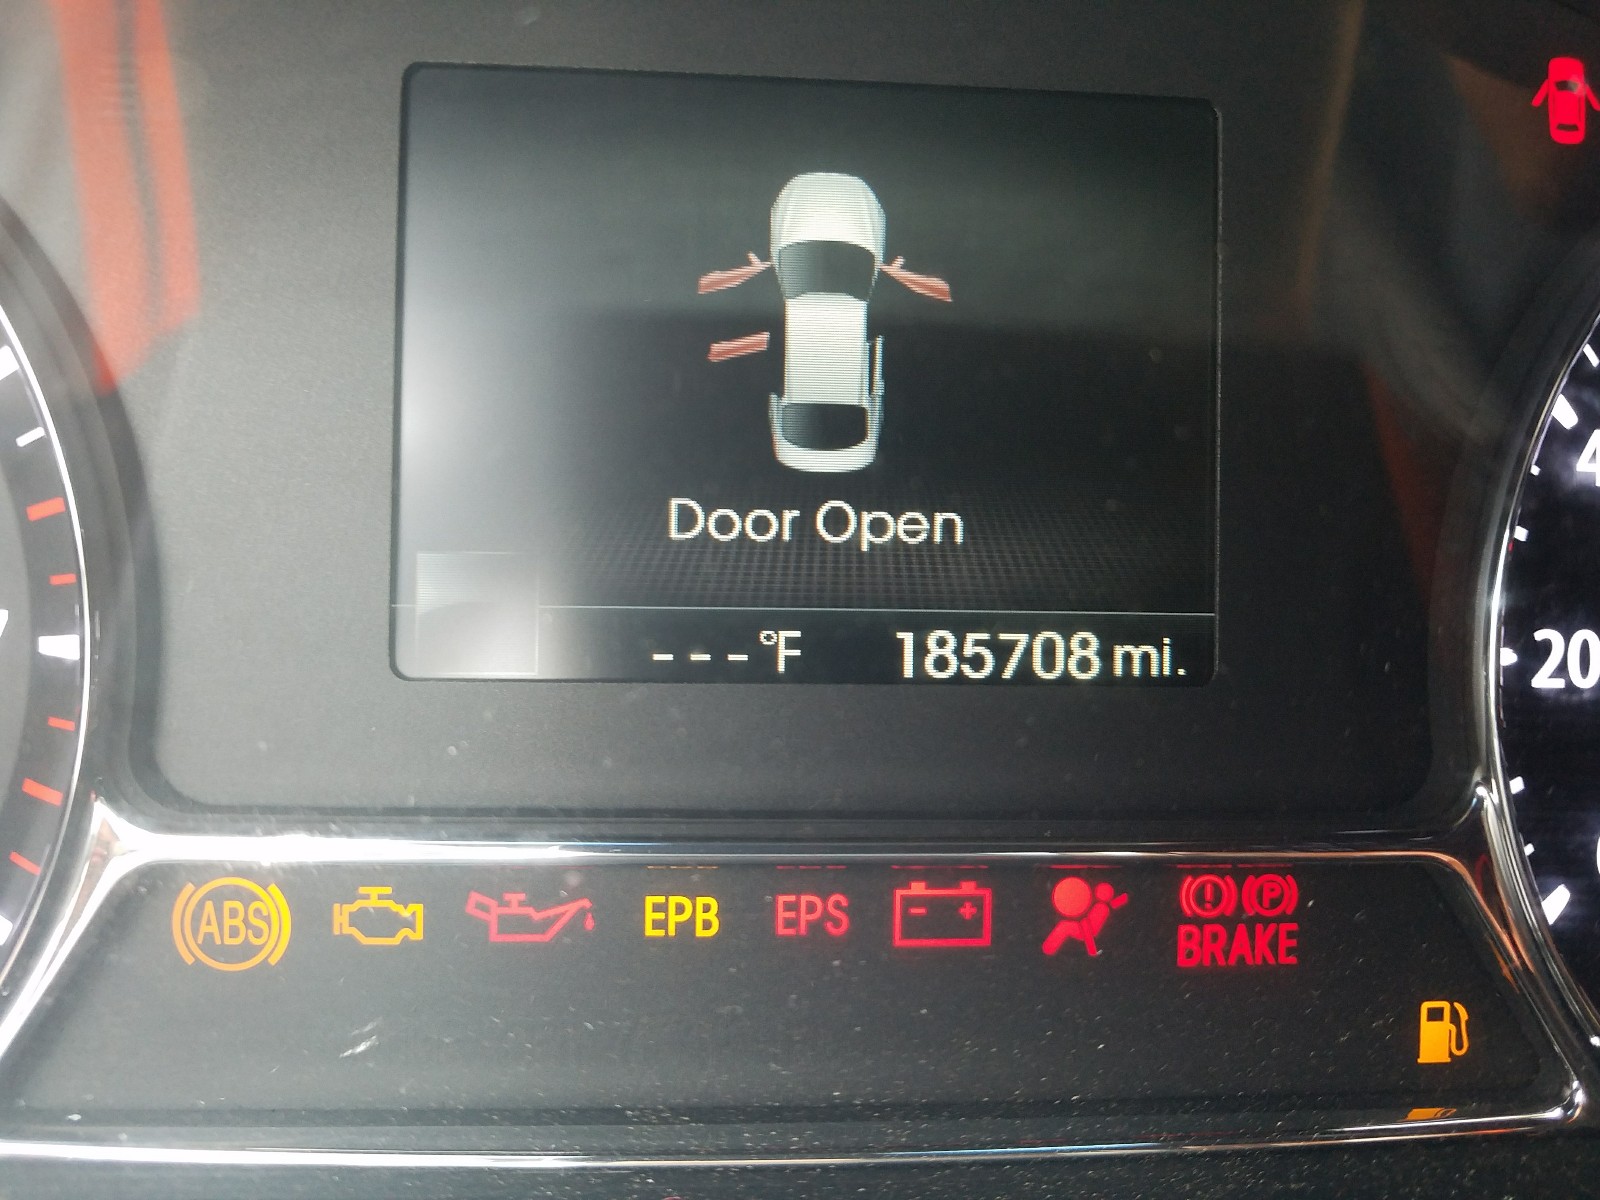 Door Open
---°F 185708 mi.
20
ABS EPB EPS - + ! P
BRAKE